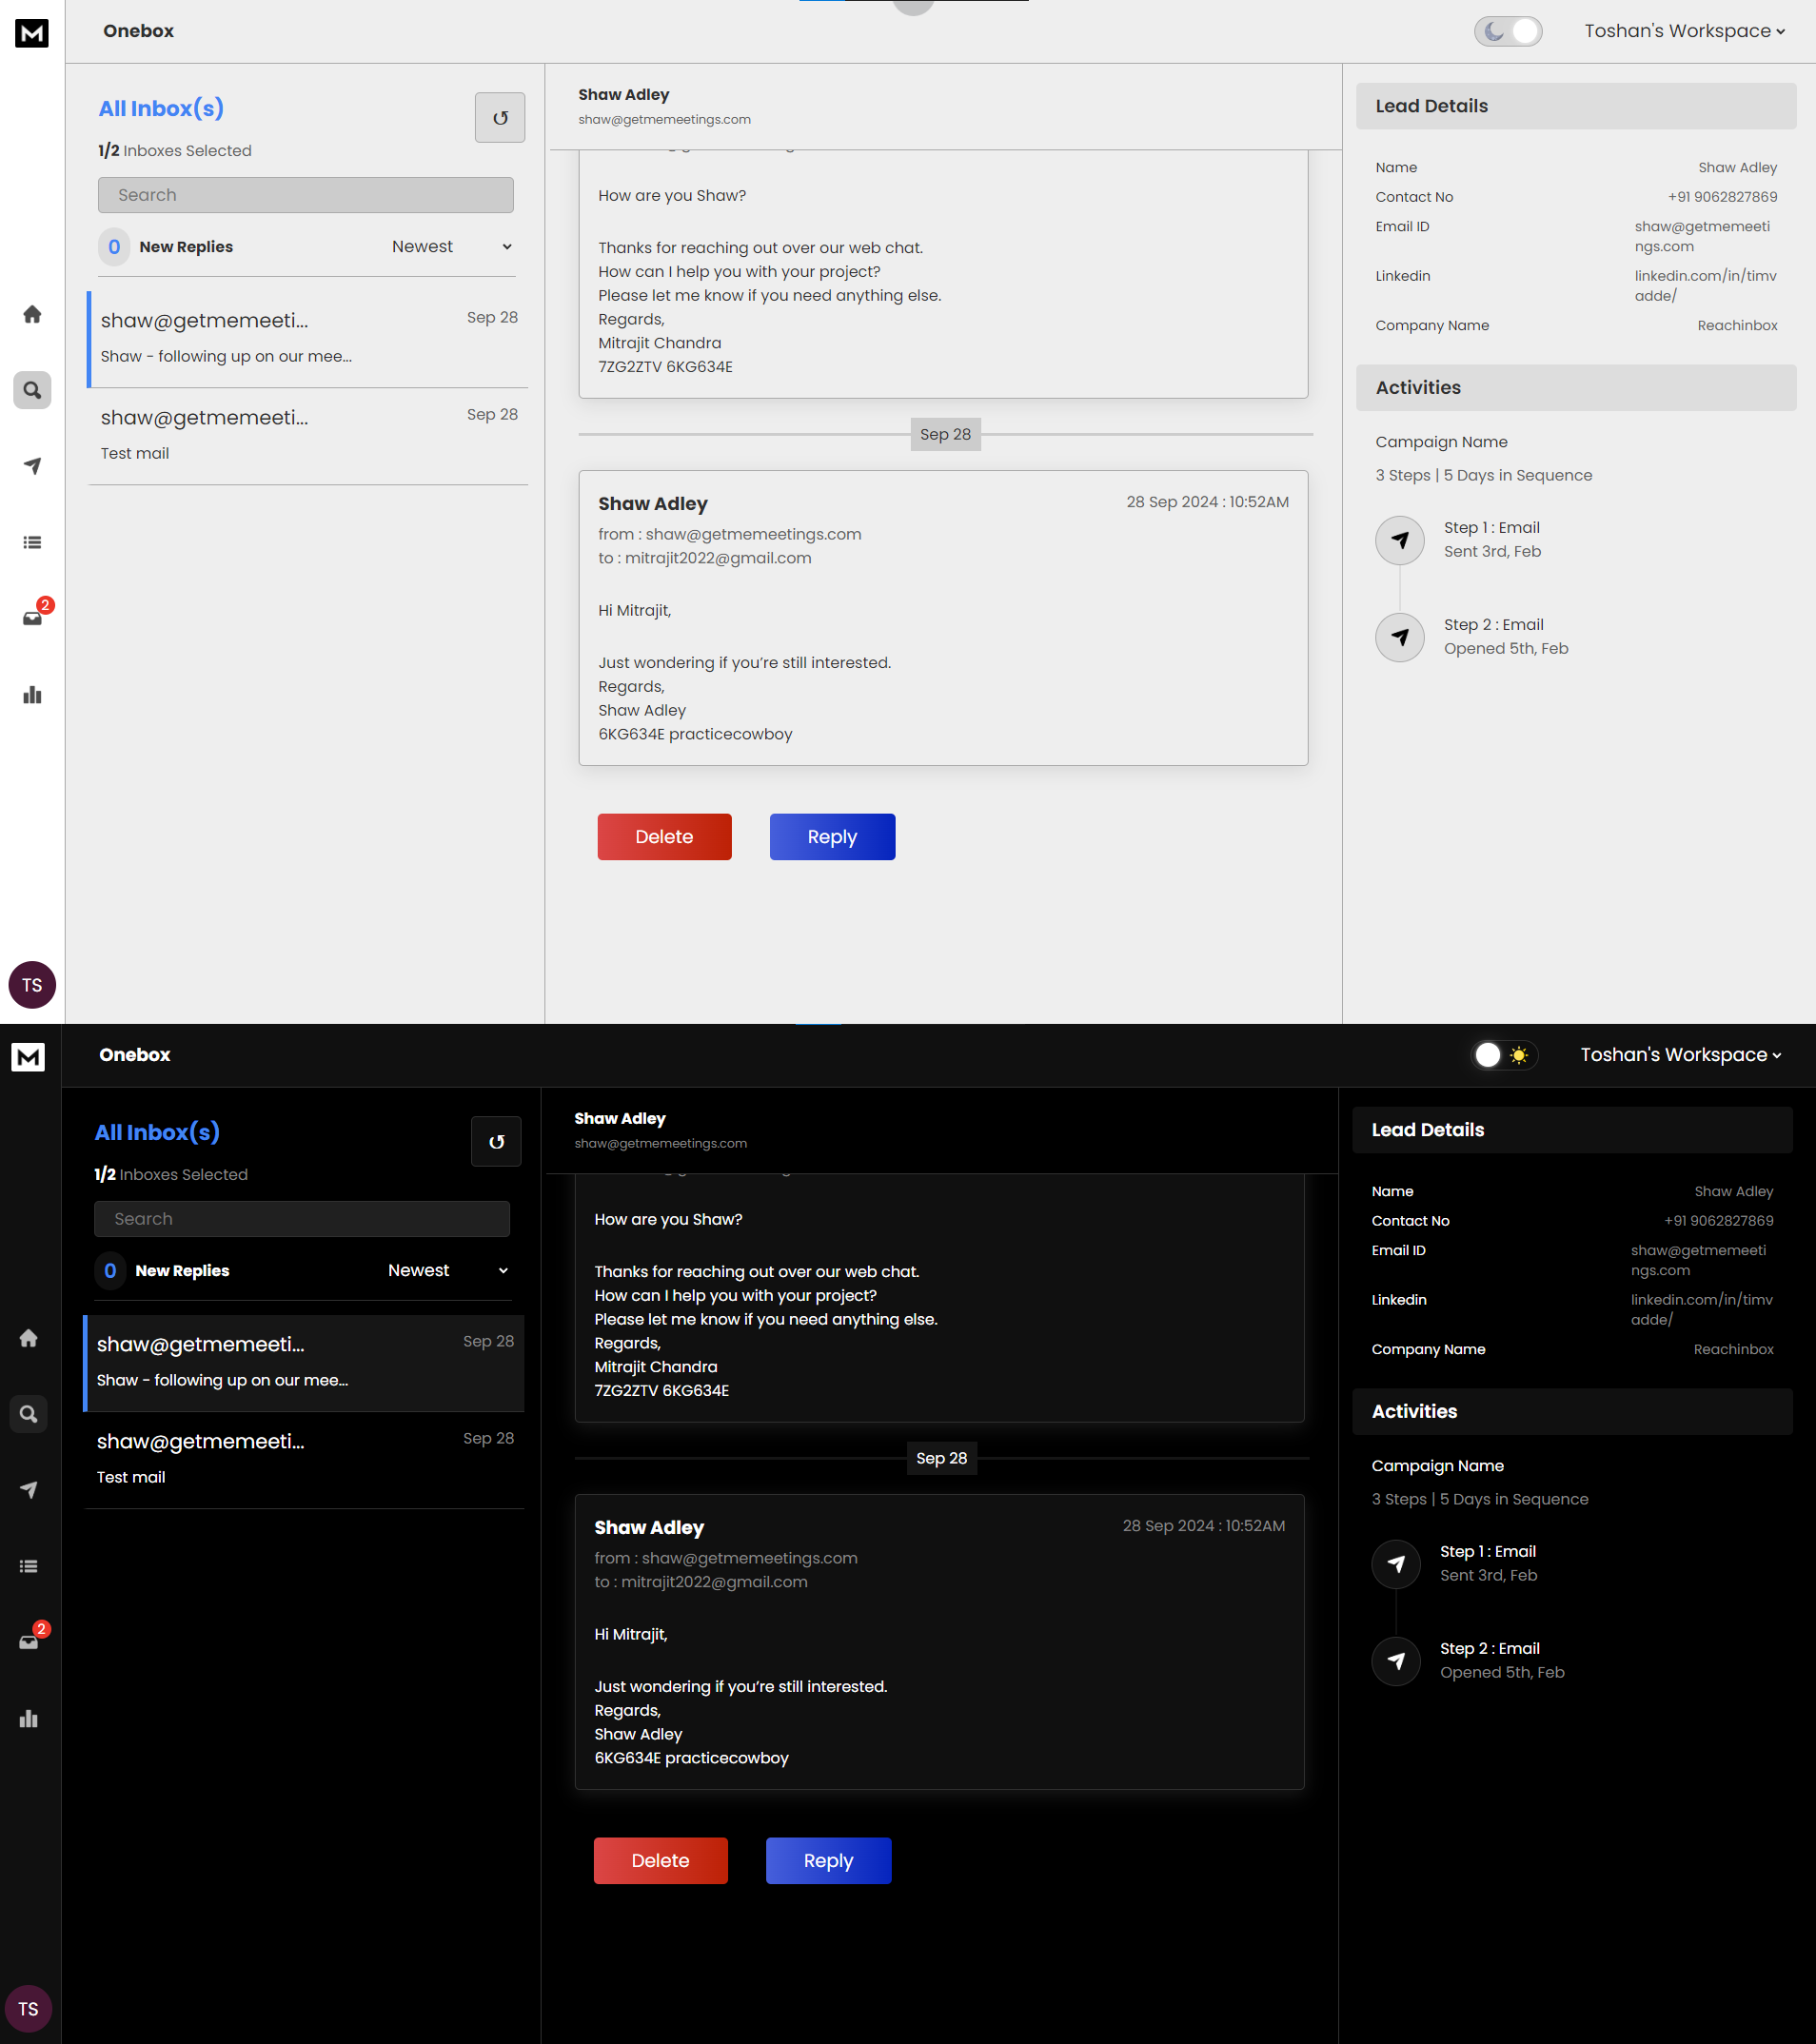 M
Onebox
Toshan's Workspace
All Inbox(s)
1/2 Inboxes Selected
Search
0 New Replies
Newest
shaw@getmemeeti...
Sep 28
Shaw - following up on our mee...
shaw@getmemeeti...
Sep 28
Test mail
2
TS
Shaw Adley
shaw@getmemeetings.com
How are you Shaw?
Thanks for reaching out over our web chat.
How can I help you with your project?
Please let me know if you need anything else.
Regards,
Mitrajit Chandra
7ZG2ZTV 6KG634E
Sep 28
Shaw Adley
28 Sep 2024 : 10:52AM
from : shaw@getmemeetings.com
to : mitrajit2022@gmail.com
Hi Mitrajit,
Just wondering if you’re still interested.
Regards,
Shaw Adley
6KG634E practicecowboy
Delete
Reply
Lead Details
Name
Shaw Adley
Contact No
+91 9062827869
Email ID
shaw@getmemeeti
ngs.com
Linkedin
linkedin.com/in/timv
adde/
Company Name
Reachinbox
Activities
Campaign Name
3 Steps | 5 Days in Sequence
Step 1 : Email
Sent 3rd, Feb
Step 2 : Email
Opened 5th, Feb
M
Onebox
Toshan's Workspace
All Inbox(s)
1/2 Inboxes Selected
Search
0 New Replies
Newest
shaw@getmemeeti...
Sep 28
Shaw - following up on our mee...
shaw@getmemeeti...
Sep 28
Test mail
2
TS
Shaw Adley
shaw@getmemeetings.com
How are you Shaw?
Thanks for reaching out over our web chat.
How can I help you with your project?
Please let me know if you need anything else.
Regards,
Mitrajit Chandra
7ZG2ZTV 6KG634E
Sep 28
Shaw Adley
28 Sep 2024 : 10:52AM
from : shaw@getmemeetings.com
to : mitrajit2022@gmail.com
Hi Mitrajit,
Just wondering if you’re still interested.
Regards,
Shaw Adley
6KG634E practicecowboy
Delete
Reply
Lead Details
Name
Shaw Adley
Contact No
+91 9062827869
Email ID
shaw@getmemeeti
ngs.com
Linkedin
linkedin.com/in/timv
adde/
Company Name
Reachinbox
Activities
Campaign Name
3 Steps | 5 Days in Sequence
Step 1 : Email
Sent 3rd, Feb
Step 2 : Email
Opened 5th, Feb